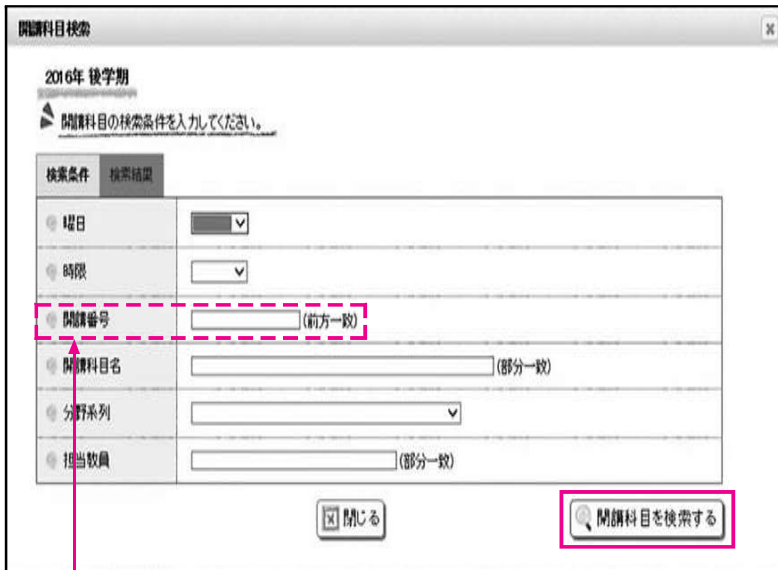 開講科目検索
2016年 後学期
開講科目の検索条件を入力してください。
検索条件 検索結果
曜日
時限
開講番号 (前方一致)
開講科目名 (部分一致)
分野系列
担当教員 (部分一致)
閉じる 開講科目を検索する